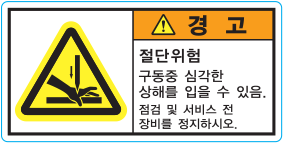 경 고
절단위험
구동중 심각한
상해를 입을 수 있음.
점검 및 서비스 전
장비를 정지하시오.